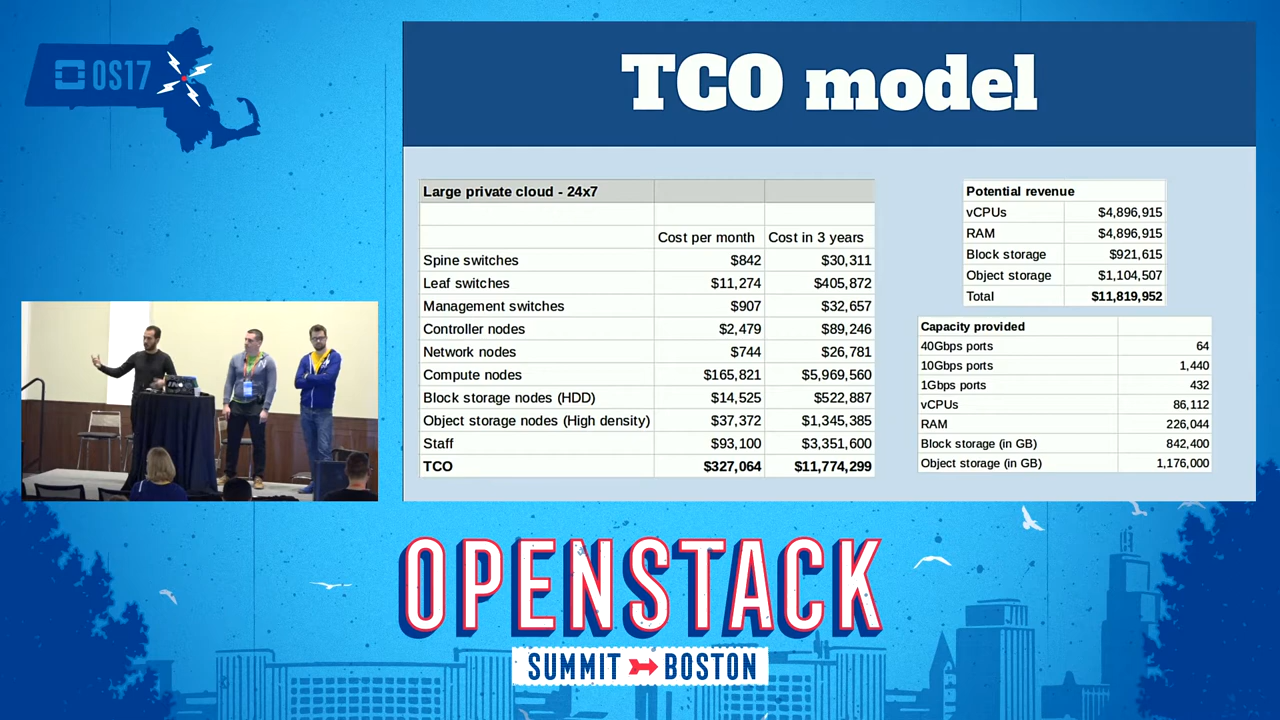 OS17
TCO model
Large private cloud - 24x7
Cost per month Cost in 3 years
Spine switches $842 $30,311
Leaf switches $11,274 $405,872
Management switches $907 $32,657
Controller nodes $2,479 $89,246
Network nodes $744 $26,781
Compute nodes $165,821 $5,969,560
Block storage nodes (HDD) $14,525 $522,887
Object storage nodes (High density) $37,372 $1,345,385
Staff $93,100 $3,351,600
TCO $327,064 $11,774,299
Potential revenue
vCPUs $4,896,915
RAM $4,896,915
Block storage $921,615
Object storage $1,104,507
Total $11,819,952
Capacity provided
40Gbps ports 64
10Gbps ports 1,440
1Gbps ports 432
vCPUs 86,112
RAM 226,044
Block storage (in GB) 842,400
Object storage (in GB) 1,176,000
OPENSTACK
SUMMIT BOSTON